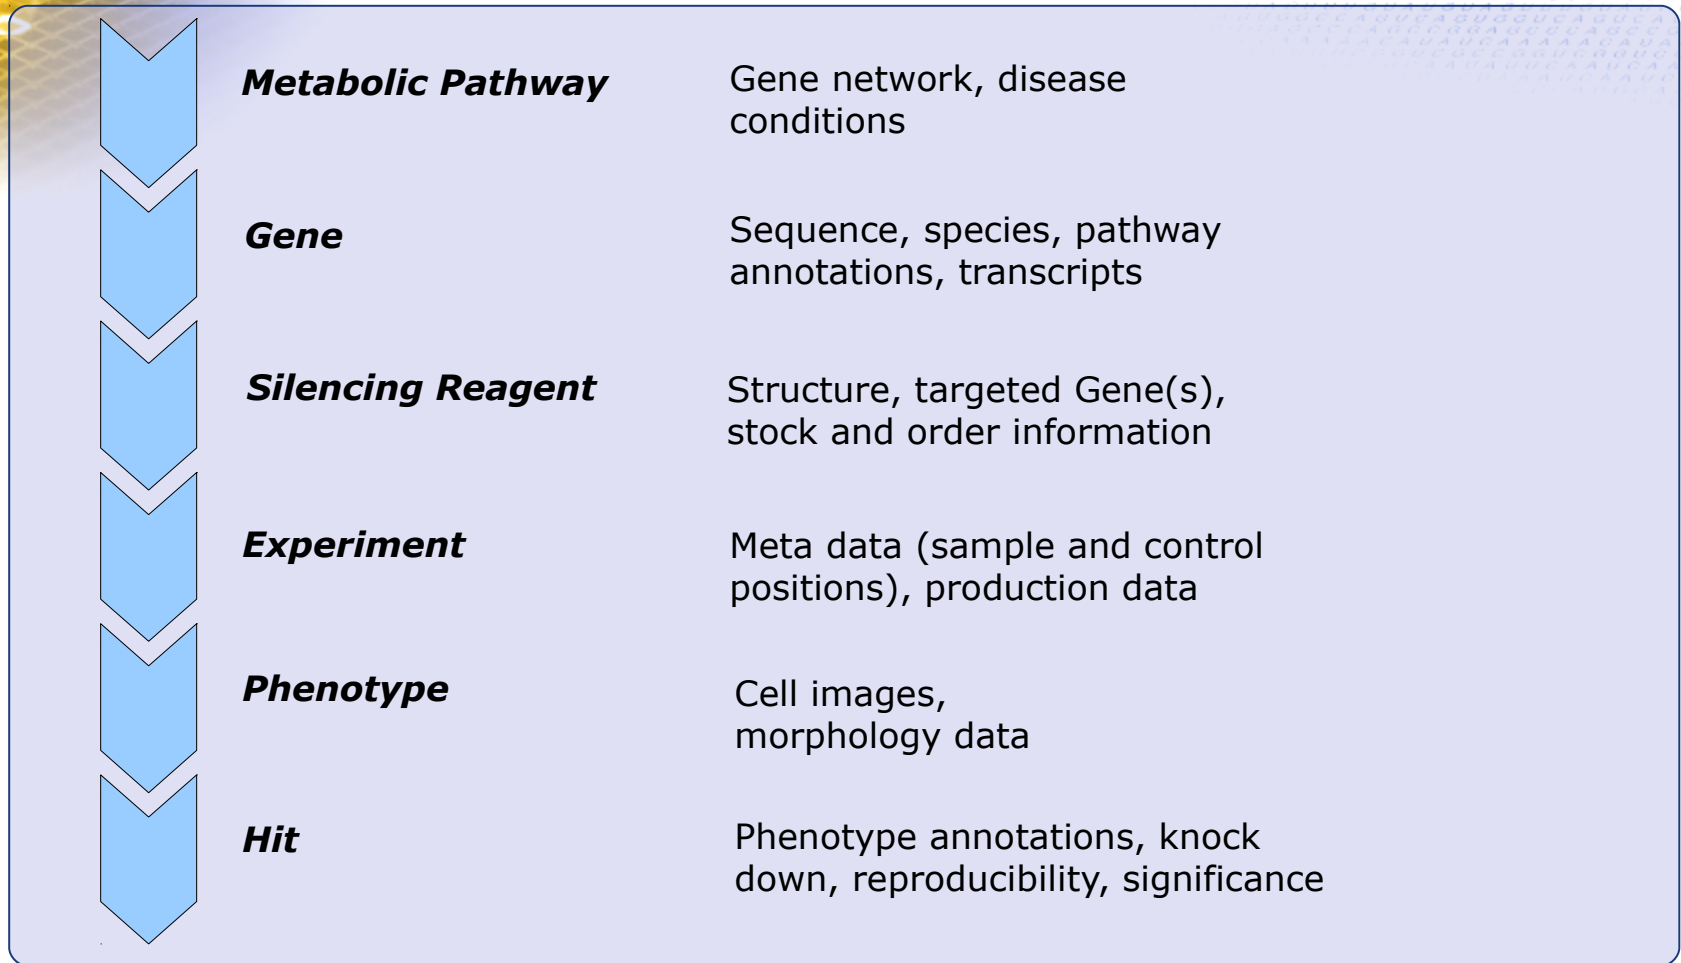 Metabolic Pathway
Gene network, disease
conditions
Gene
Sequence, species, pathway
annotations, transcripts
Silencing Reagent
Structure, targeted Gene(s),
stock and order information
Experiment
Meta data (sample and control
positions), production data
Phenotype
Cell images,
morphology data
Hit
Phenotype annotations, knock
down, reproducibility, significance